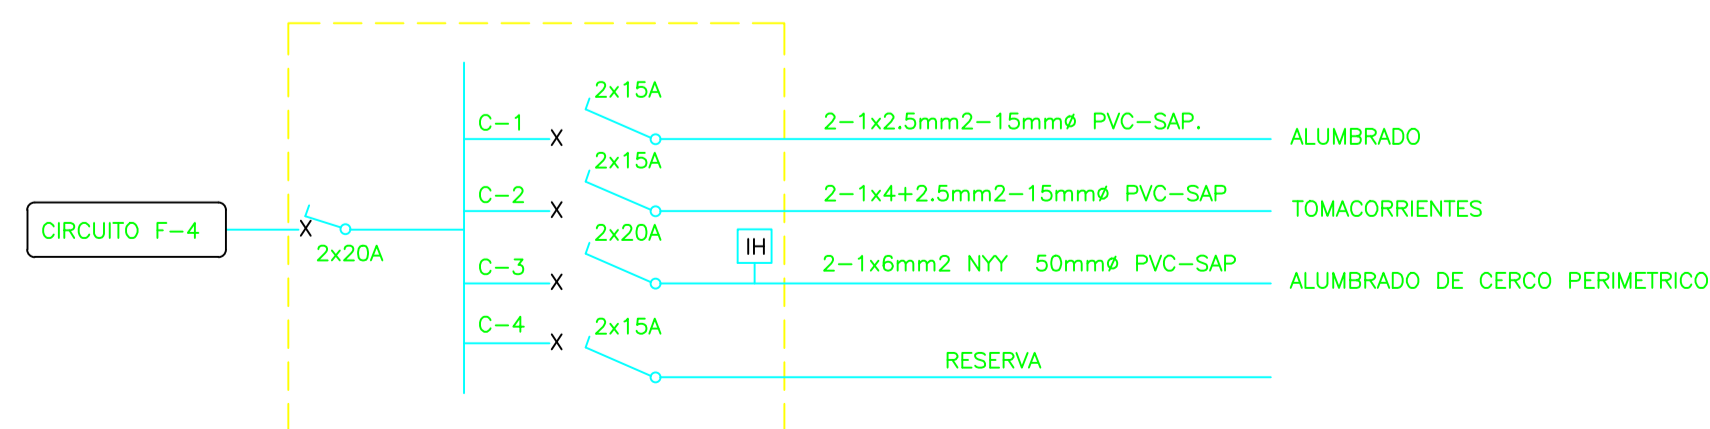 CIRCUITO F-4
2x20A
C-1
2x15A
2-1x2.5mm2-15mmø PVC-SAP.
ALUMBRADO
C-2
2x15A
2-1x4+2.5mm2-15mmø PVC-SAP
TOMACORRIENTES
C-3
2x20A
IH
2-1x6mm2 NYY 50mmø PVC-SAP
ALUMBRADO DE CERCO PERIMETRICO
C-4
2x15A
RESERVA